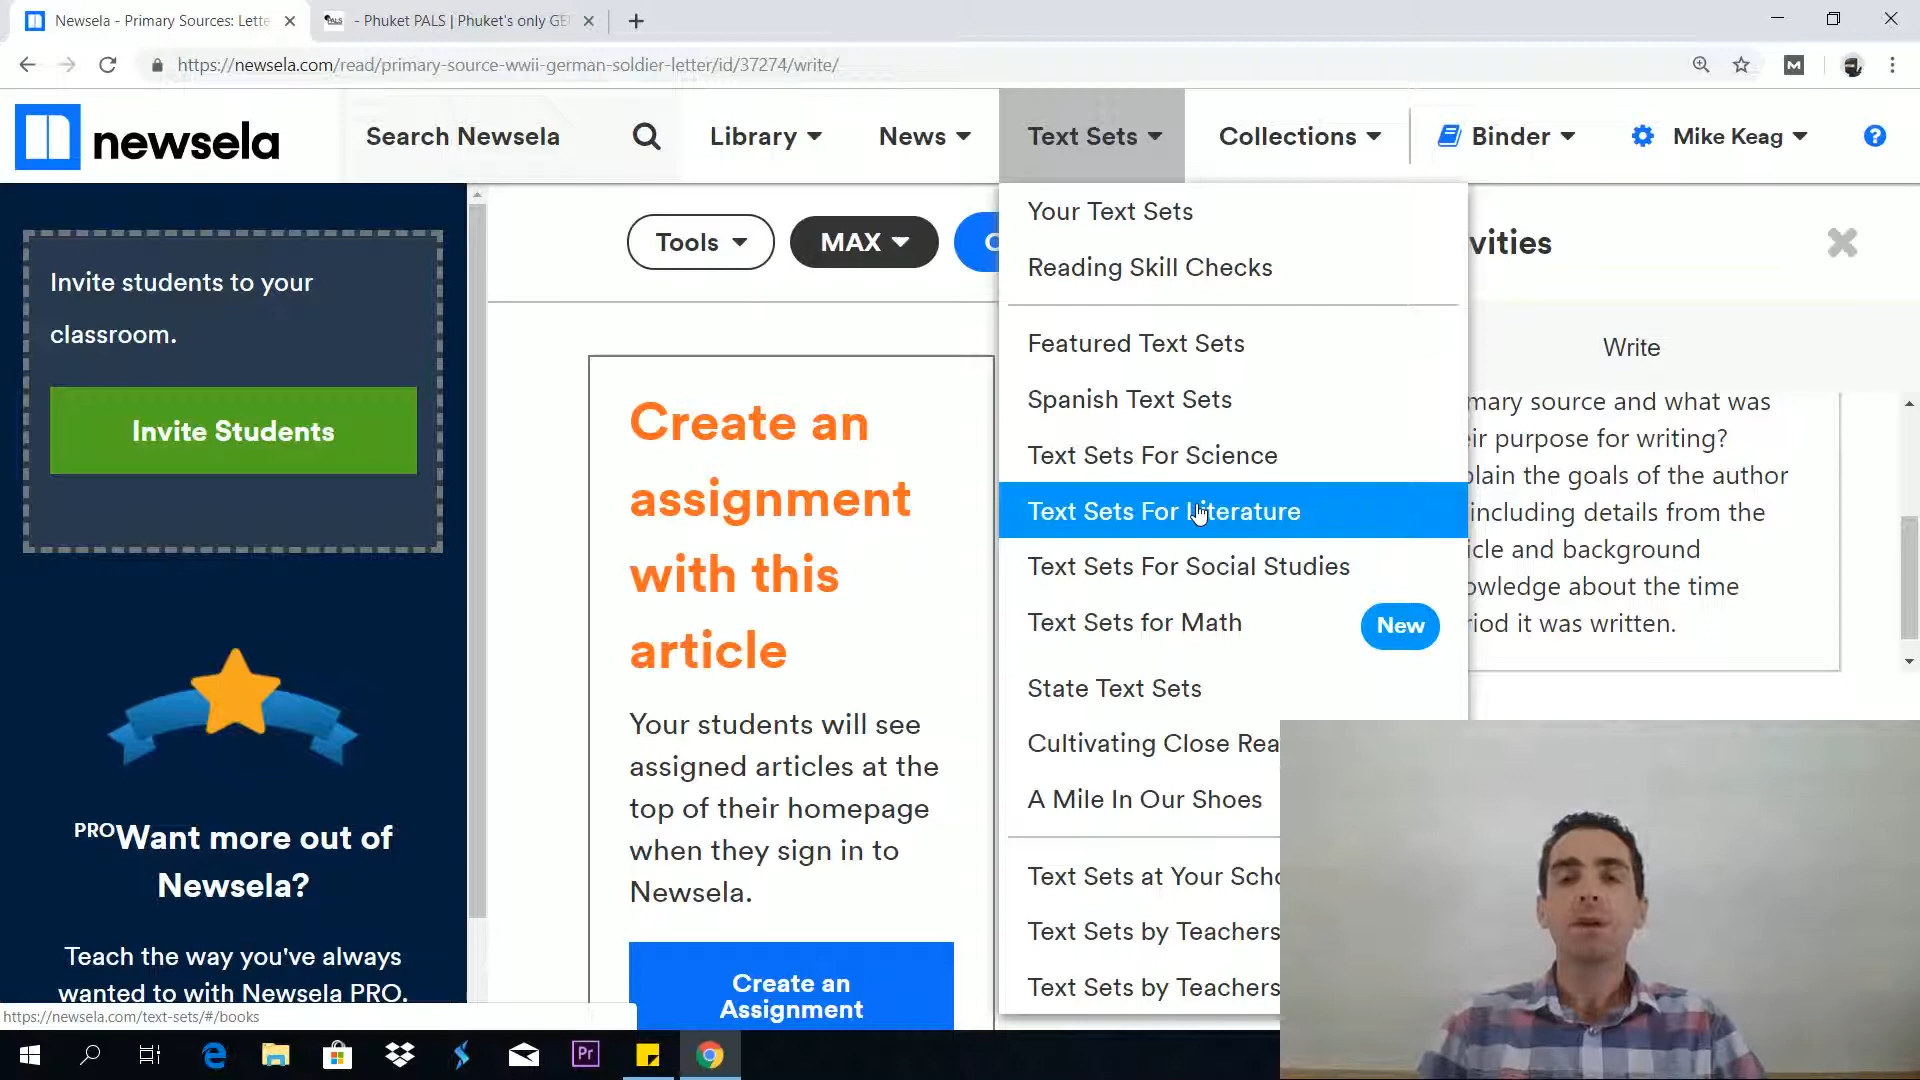 Newsela - Primary Sources: Lette
- Phuket PALS | Phuket's only GE
https://newsela.com/read/primary-source-wwii-german-soldier-letter/id/37274/write/
newsela
Search Newsela
Library
News
Text Sets
Collections
Binder
Mike Keag
Invite students to your
classroom.
Invite Students
PROWant more out of
Newsela?
Teach the way you've always
wanted to with Newsela PRO.
https://newsela.com/text-sets/#/books
Tools
MAX
Create an
assignment
with this
article
Your students will see
assigned articles at the
top of their homepage
when they sign in to
Newsela.
Create an
Assignment
Your Text Sets
Reading Skill Checks
Featured Text Sets
Spanish Text Sets
Text Sets For Science
Text Sets For Literature
Text Sets For Social Studies
Text Sets for Math
New
State Text Sets
Cultivating Close Rea
A Mile In Our Shoes
Text Sets at Your Scho
Text Sets by Teachers
Text Sets by Teachers
vities
Write
mary source and what was
eir purpose for writing?
plain the goals of the author
including details from the
icle and background
owledge about the time
riod it was written.